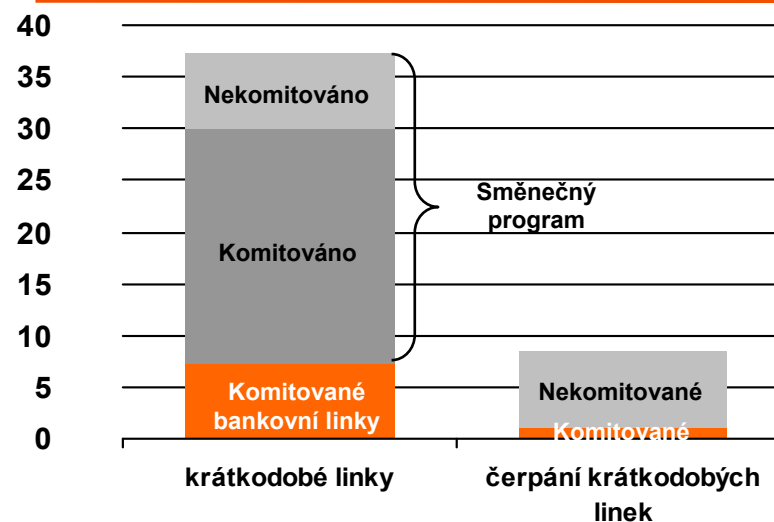 40
35
30
25
20
15
10
5
0
Nekomitováno
Komitováno
Komitované
bankovní linky
Směnečný
program
Nekomitované
Komitované
krátkodobé linky
čerpání krátkodobých
linek